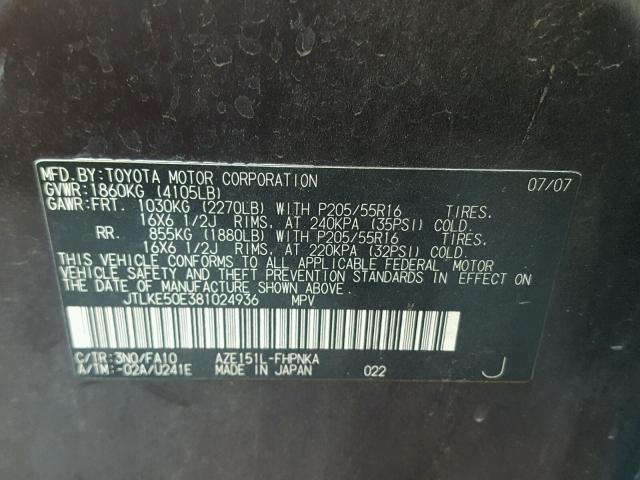 MFD.BY:TOYOTA MOTOR CORPORATION 07/07
GVWR:1860KG (4105LB)
GAWR:FRT. 1030KG (2270LB) WITH P205/55R16 TIRES.
16X6 1/2J RIMS, AT 240KPA (35PSI) COLD.
RR. 855KG (1880LB) WITH P205/55R16 TIRES.
16X6 1/2J RIMS, AT 220KPA (32PSI) COLD.
THIS VEHICLE CONFORMS TO ALL APPLICABLE FEDERAL MOTOR
VEHICLE SAFETY AND THEFT PREVENTION STANDARDS IN EFFECT ON
THE DATE OF MANUFACTURE SHOWN ABOVE.
JTLKE50E381024936 MPV
C/TR:3N0/FA10 AZE151L-FHPNKA
A/TM:-02A/U241E MADE IN JAPAN 022 J